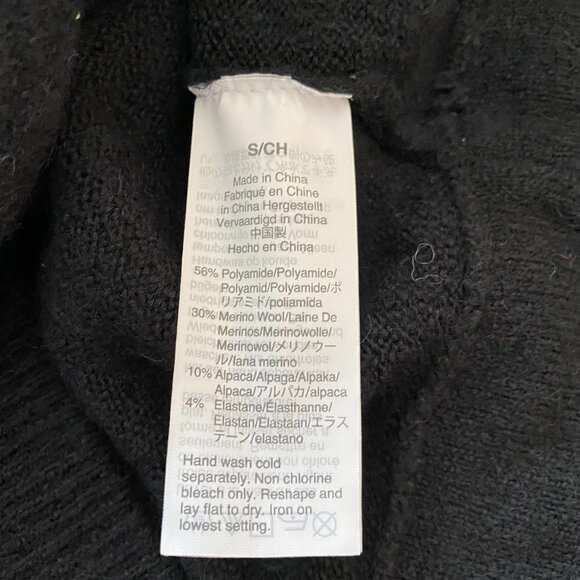 S/CH
Made in China
Fabriqué en Chine
in China Hergestellt
Vervaardigd in China
中国製
Hecho en China
56% Polyamide/Polyamide/
Polyamid/Polyamide/ポ
リアミド/poliamida
30% Merino Wool/Laine De
Merinos/Merinowolle/
Merinowol/メリノウー
ル/lana merino
10% Alpaca/Alpaga/Alpaka/
Alpaca/アルパカ/alpaca
4% Elastane/Élasthanne/
Elastan/Elastaan/エラス
テーン/elastano
Hand wash cold
separately. Non chlorine
bleach only. Reshape and
lay flat to dry. Iron on
lowest setting.